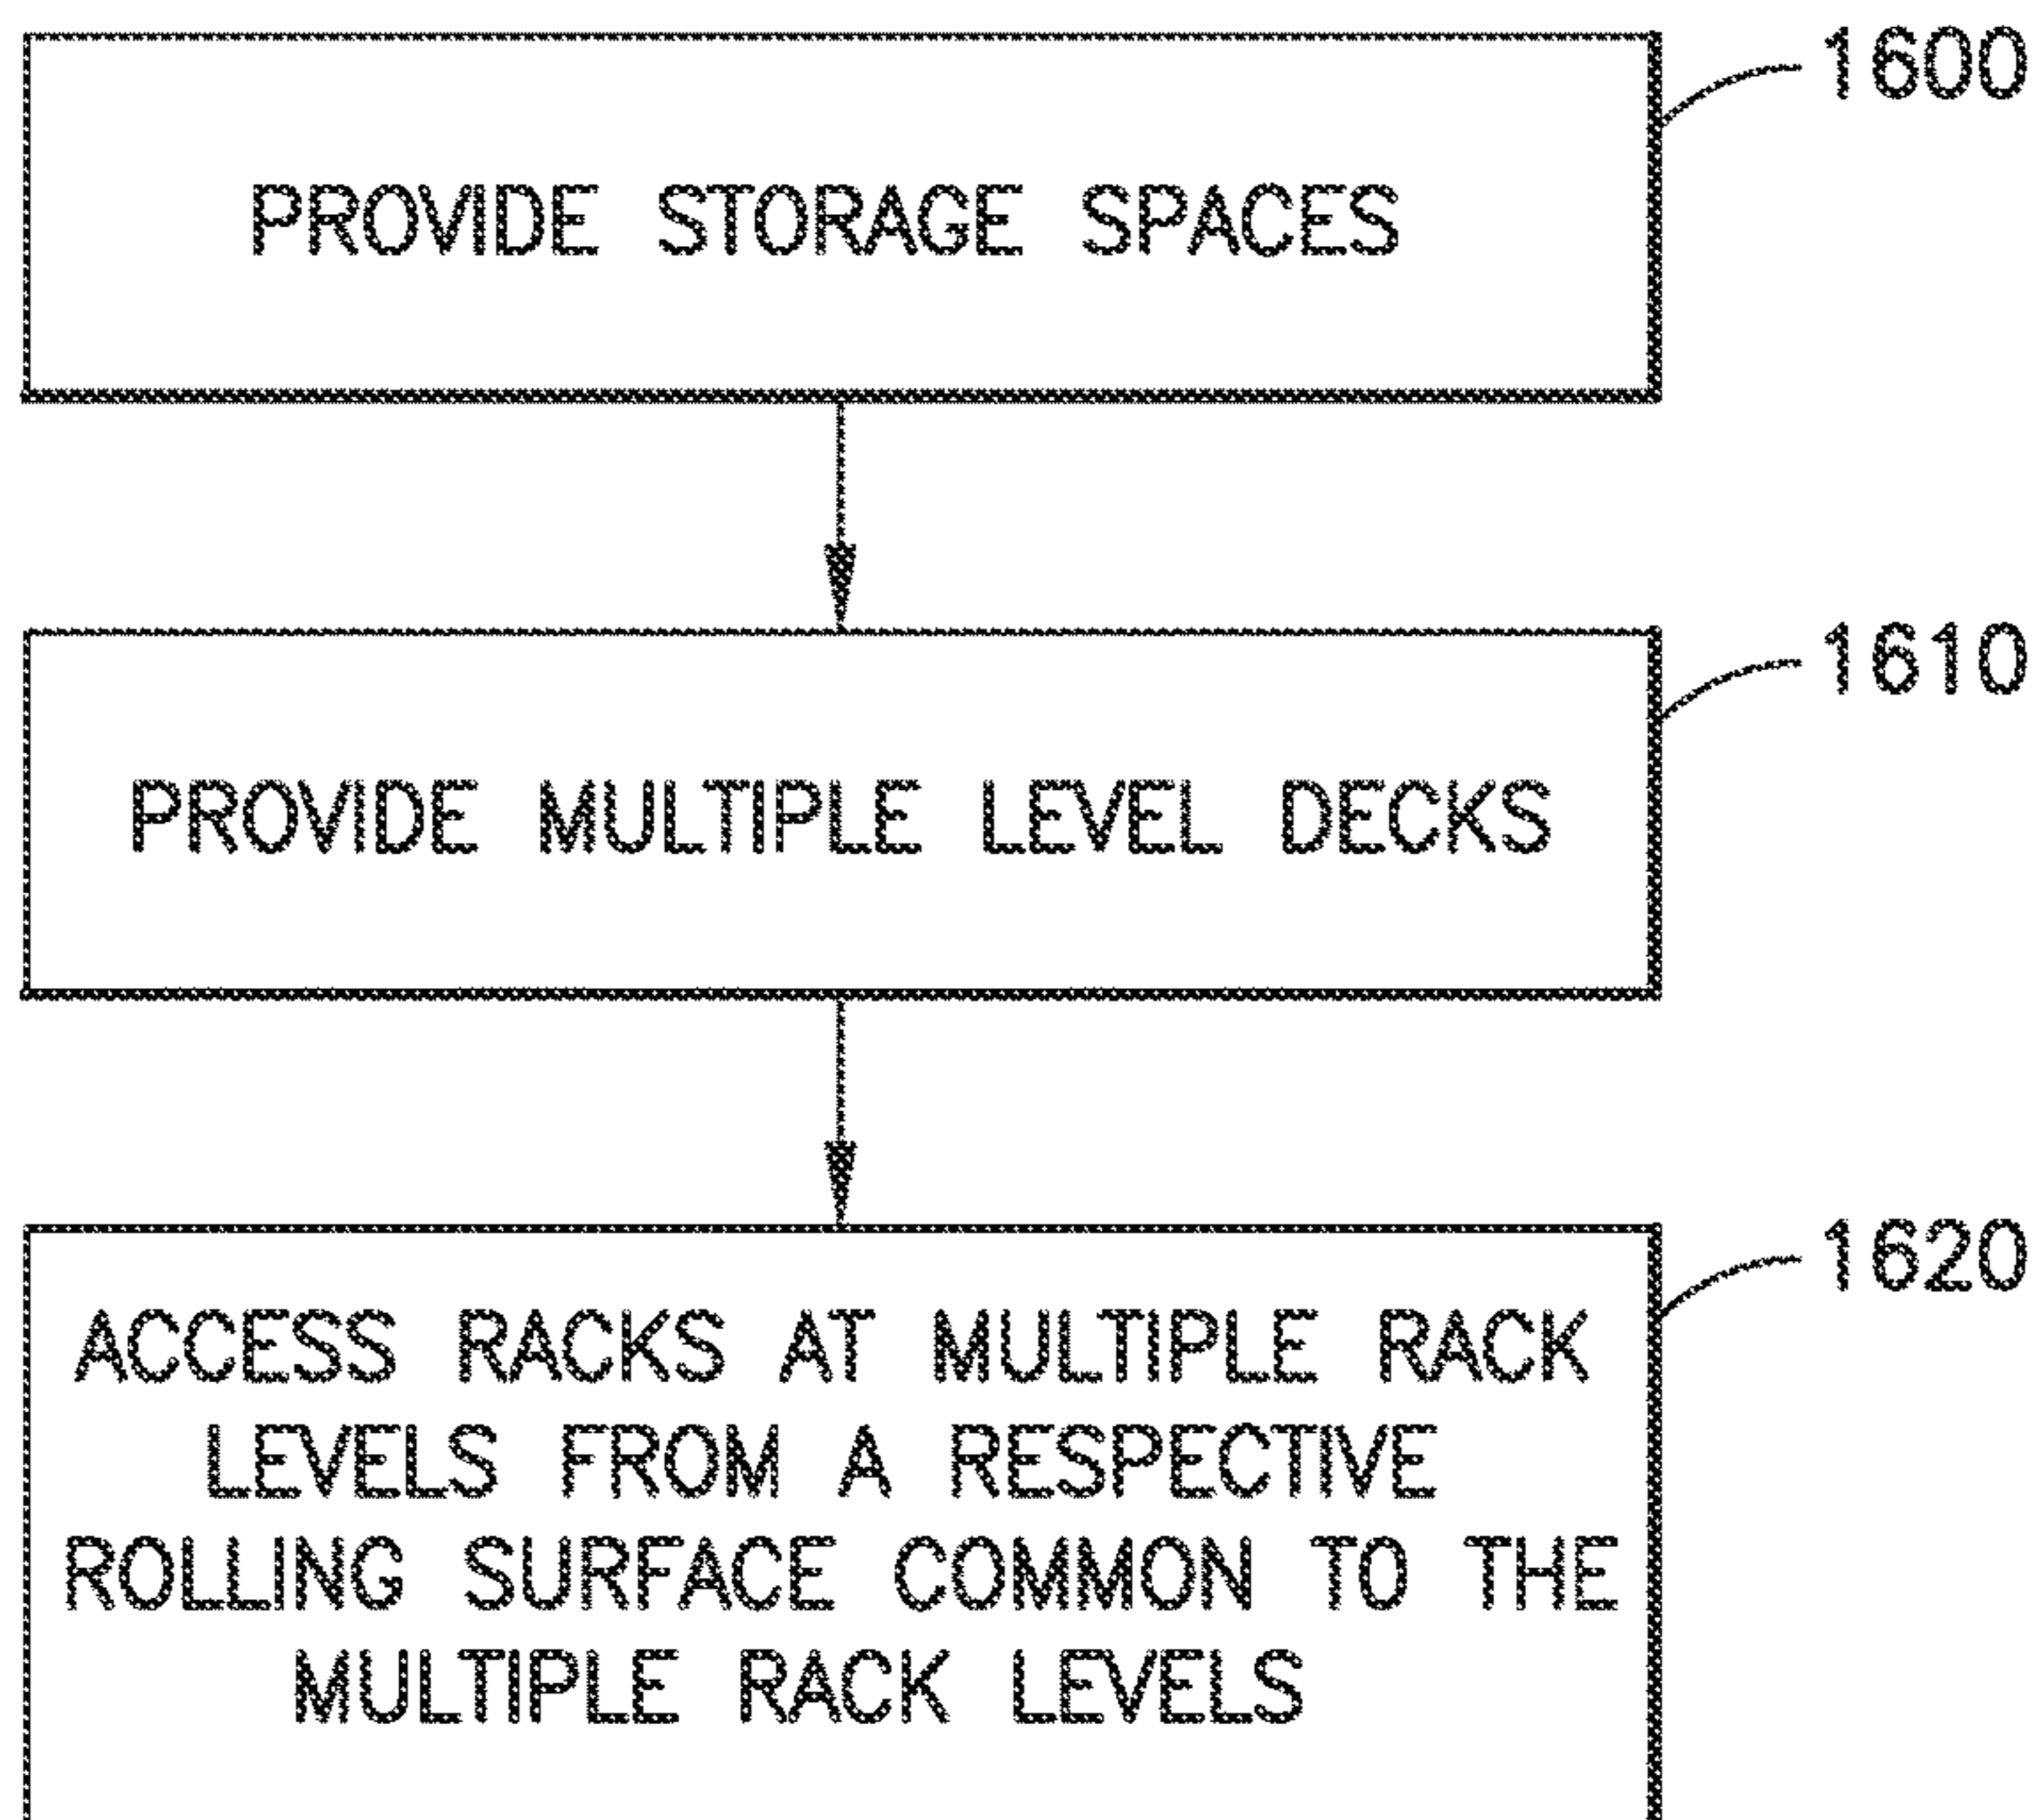 1600
PROVIDE STORAGE SPACES
1610
PROVIDE MULTIPLE LEVEL DECKS
1620
ACCESS RACKS AT MULTIPLE RACK
LEVELS FROM A RESPECTIVE
ROLLING SURFACE COMMON TO THE
MULTIPLE RACK LEVELS